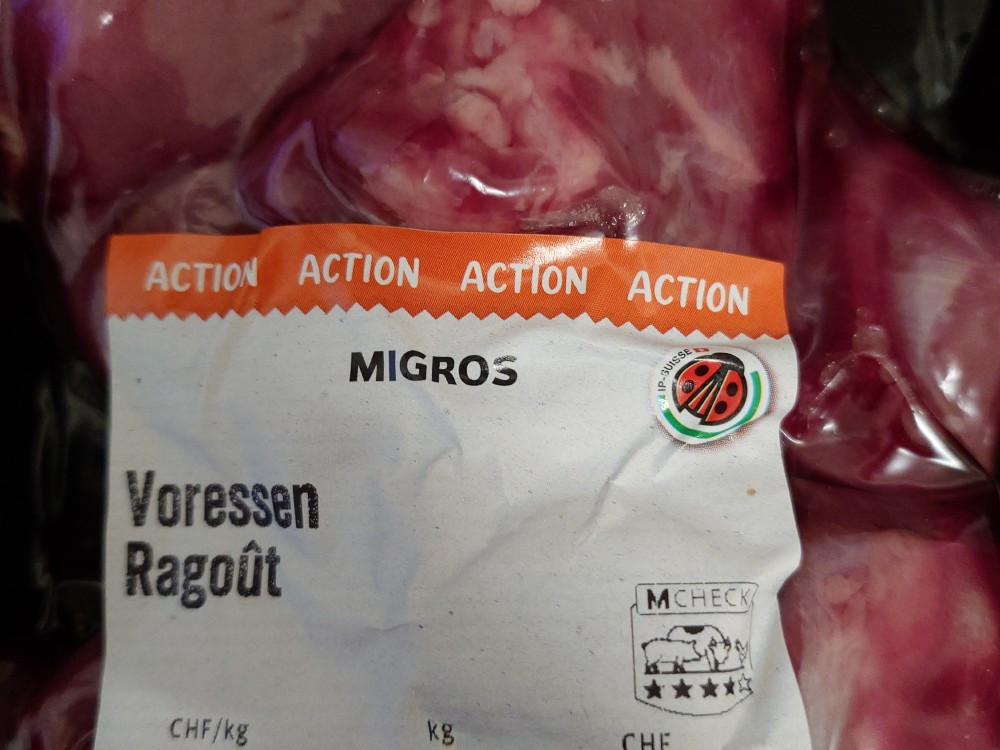 ACTION ACTION ACTION ACTION
MIGROS
IP-SUISSE
Voressen
Ragoût
MCHECK
CHF/kg kg CHF